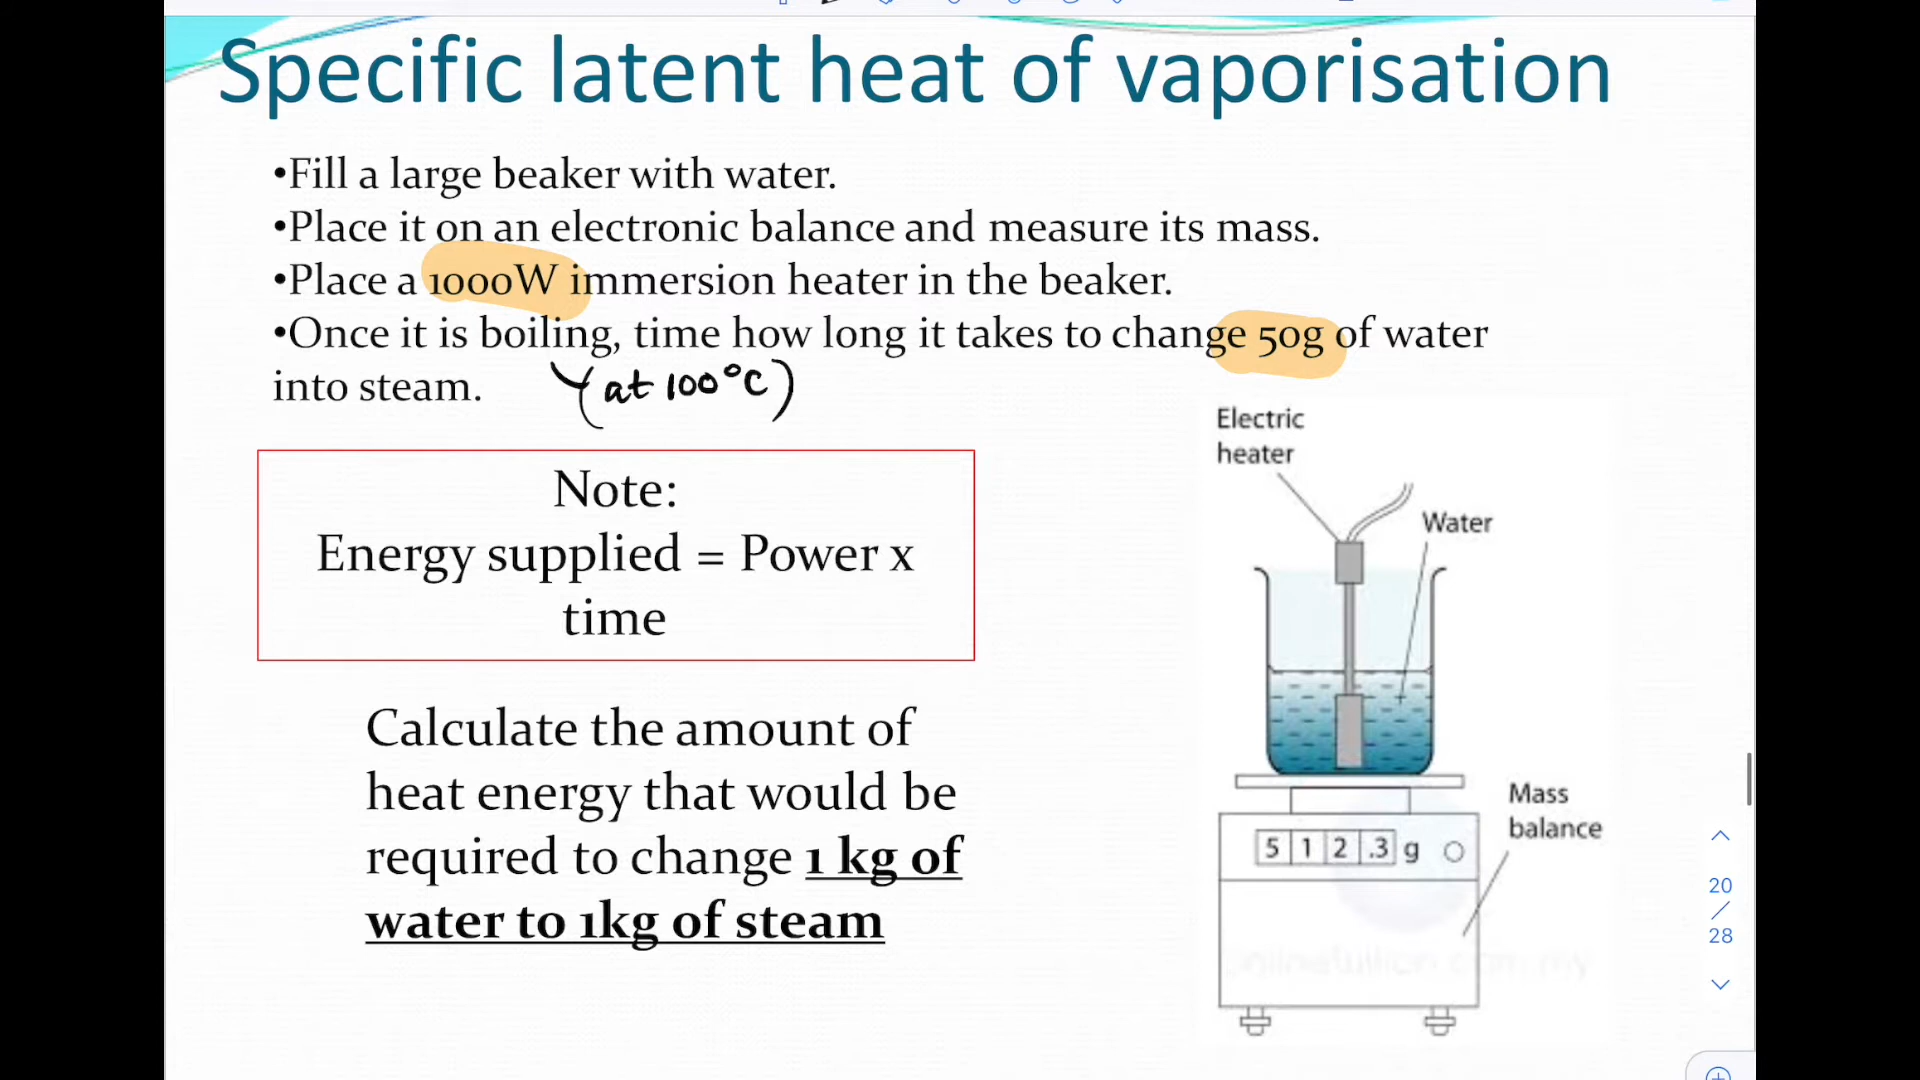 Specific latent heat of vaporisation
•Fill a large beaker with water.
•Place it on an electronic balance and measure its mass.
•Place a 1000W immersion heater in the beaker.
•Once it is boiling, time how long it takes to change 50g of water
into steam.
(at 100°C)
Note:
Energy supplied = Power x
time
Calculate the amount of
heat energy that would be
required to change 1 kg of
water to 1kg of steam
Electric
heater
Water
Mass
balance
512.3 g
onlinetuition.com.my
20
/
28